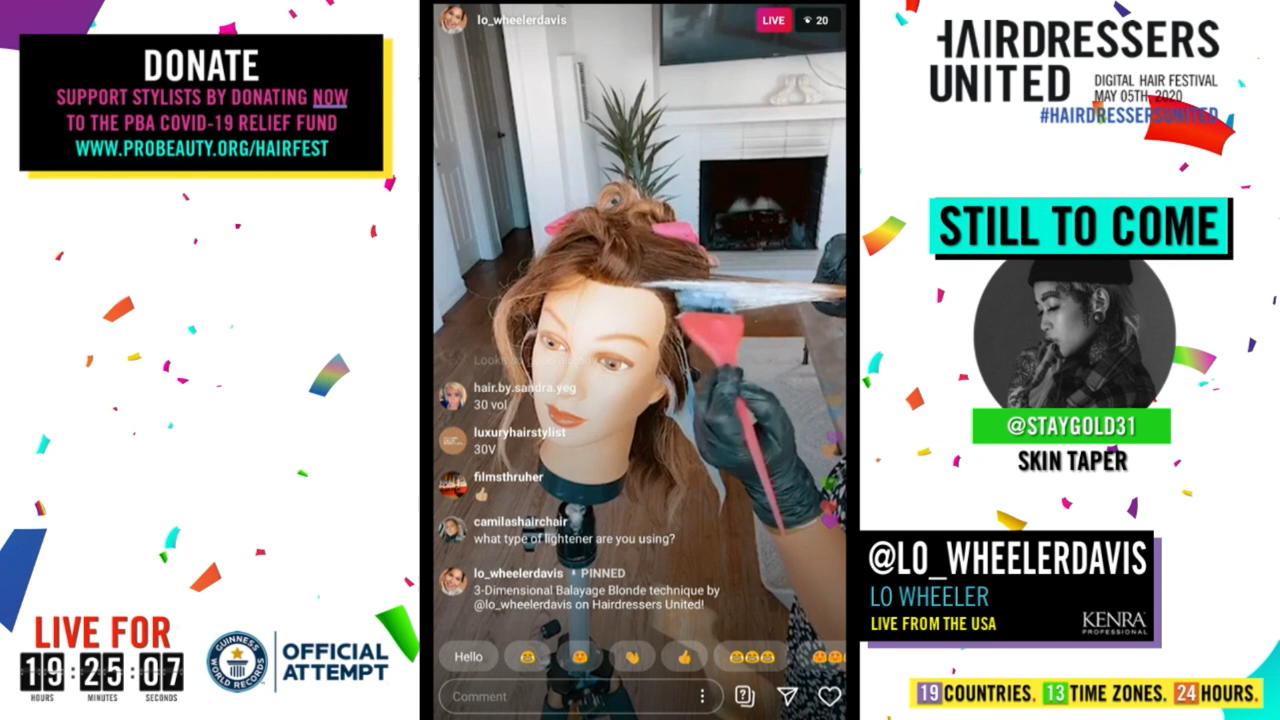 DONATE
SUPPORT STYLISTS BY DONATING NOW
TO THE PBA COVID-19 RELIEF FUND
WWW.PROBEAUTY.ORG/HAIRFEST
LIVE FOR
19:25:07
HOURS MINUTES SECONDS
GUINNESS
WORLD RECORDS
OFFICIAL
ATTEMPT
lo_wheelerdavis
LIVE
20
hair.by.sandra.yeg
30 vol
luxuryhairstylist
30V
filmsthruher
👍
camilashairchair
what type of lightener are you using?
lo_wheelerdavis PINNED
3-Dimensional Balayage Blonde technique by
@lo_wheelerdavis on Hairdressers United!
Hello
Comment
HAIRDRESSERS
UNITED
DIGITAL HAIR FESTIVAL
MAY 05TH, 2020
#HAIRDRESSERSUNITED
STILL TO COME
@STAYGOLD31
SKIN TAPER
@LO_WHEELERDAVIS
LO WHEELER
LIVE FROM THE USA
KENRA
PROFESSIONAL
19 COUNTRIES. 13 TIME ZONES. 24 HOURS.